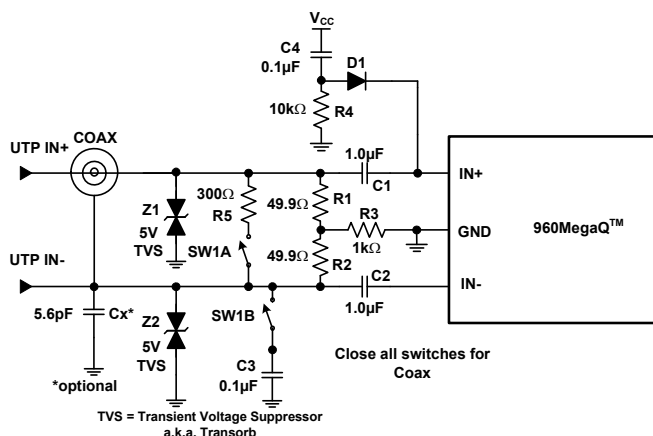 VCC
C4
0.1µF
D1
10kΩ
R4
COAX
UTP IN+
1.0µF
C1
IN+
300Ω
R5
49.9Ω
R1
Z1
5V
TVS
R3
1kΩ
GND
960MegaQ™
SW1A
49.9Ω
R2
UTP IN-
C2
IN-
1.0µF
5.6pF
Cx*
Z2
5V
TVS
SW1B
Close all switches for
Coax
C3
0.1µF
*optional
TVS = Transient Voltage Suppressor
a.k.a. Transorb